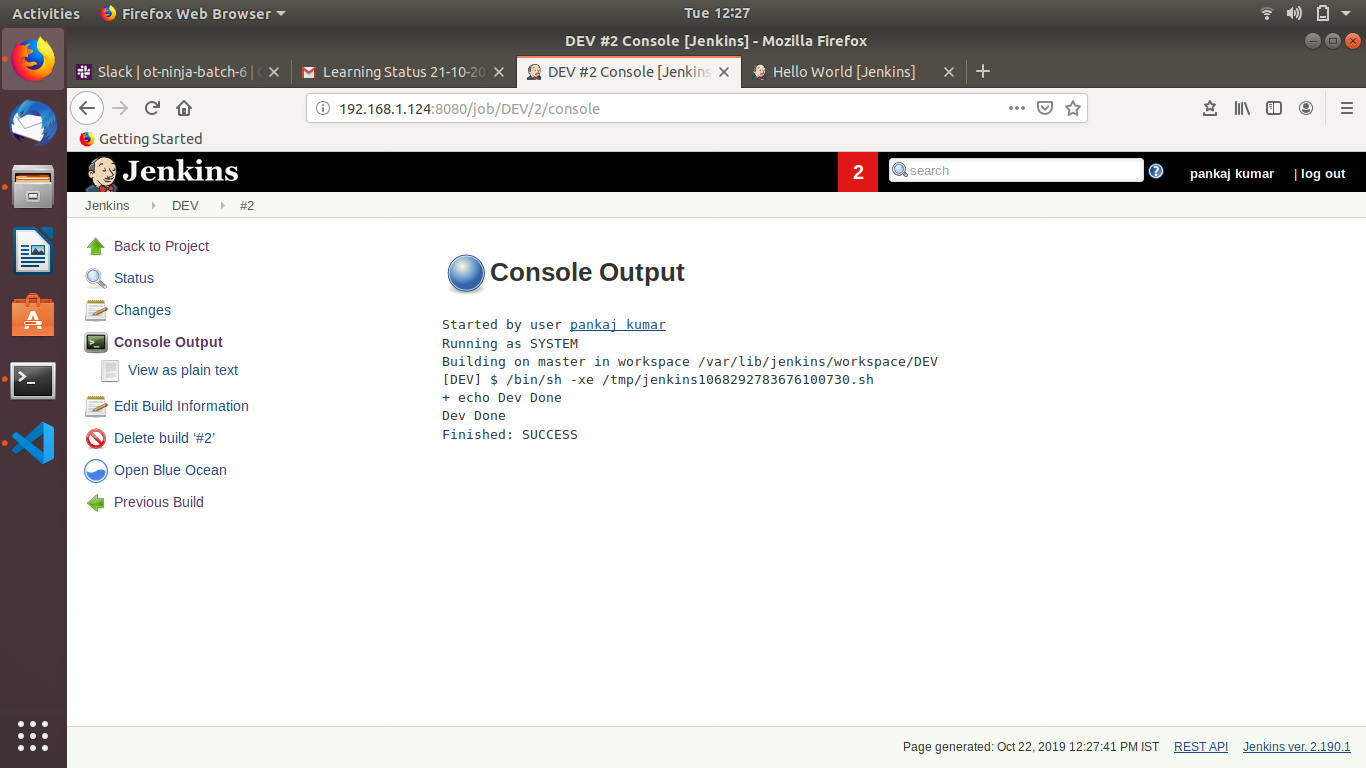 Activities Firefox Web Browser Tue 12:27
DEV #2 Console [Jenkins] - Mozilla Firefox
Slack | ot-ninja-batch-6 | Learning Status 21-10-20 DEV #2 Console [Jenkins Hello World [Jenkins]
192.168.1.124:8080/job/DEV/2/console
Getting Started
Jenkins 2 search pankaj kumar | log out
Jenkins DEV #2
Back to Project
Status
Changes
Console Output
View as plain text
Edit Build Information
Delete build ‘#2’
Open Blue Ocean
Previous Build
Console Output
Started by user pankaj kumar
Running as SYSTEM
Building on master in workspace /var/lib/jenkins/workspace/DEV
[DEV] $ /bin/sh -xe /tmp/jenkins1068292783676100730.sh
+ echo Dev Done
Dev Done
Finished: SUCCESS
Page generated: Oct 22, 2019 12:27:41 PM IST REST API Jenkins ver. 2.190.1